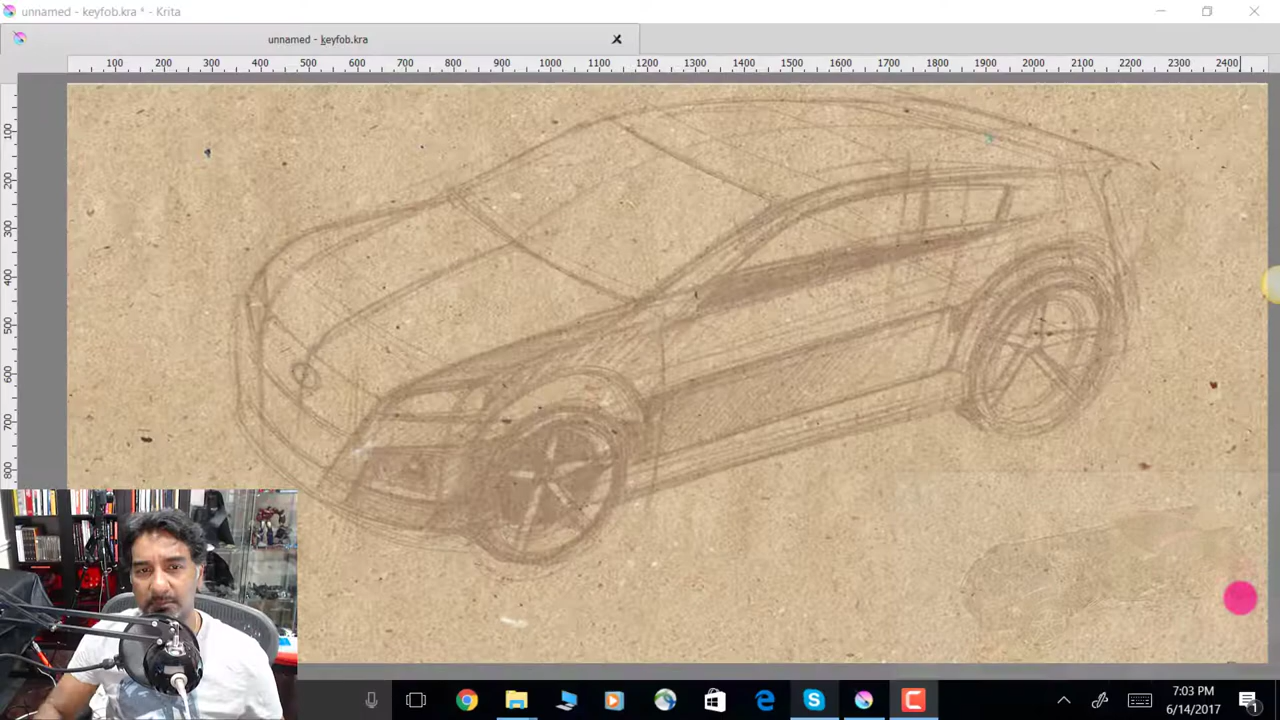 unnamed - keyfob.kra * - Krita
unnamed - keyfob.kra
100 200 300 400 500 600 700 800 900 1000 1100 1200 1300 1400 1500 1600 1700 1800 1900 2000 2100 2200 2300 2400
100
200
300
400
500
600
700
800
7:03 PM
6/14/2017
1